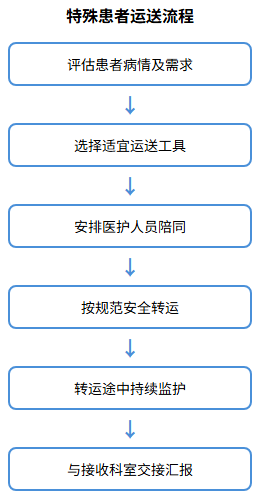 特殊患者运送流程
评估患者病情及需求
选择适宜运送工具
安排医护人员陪同
按规范安全转运
转运途中持续监护
与接收科室交接汇报